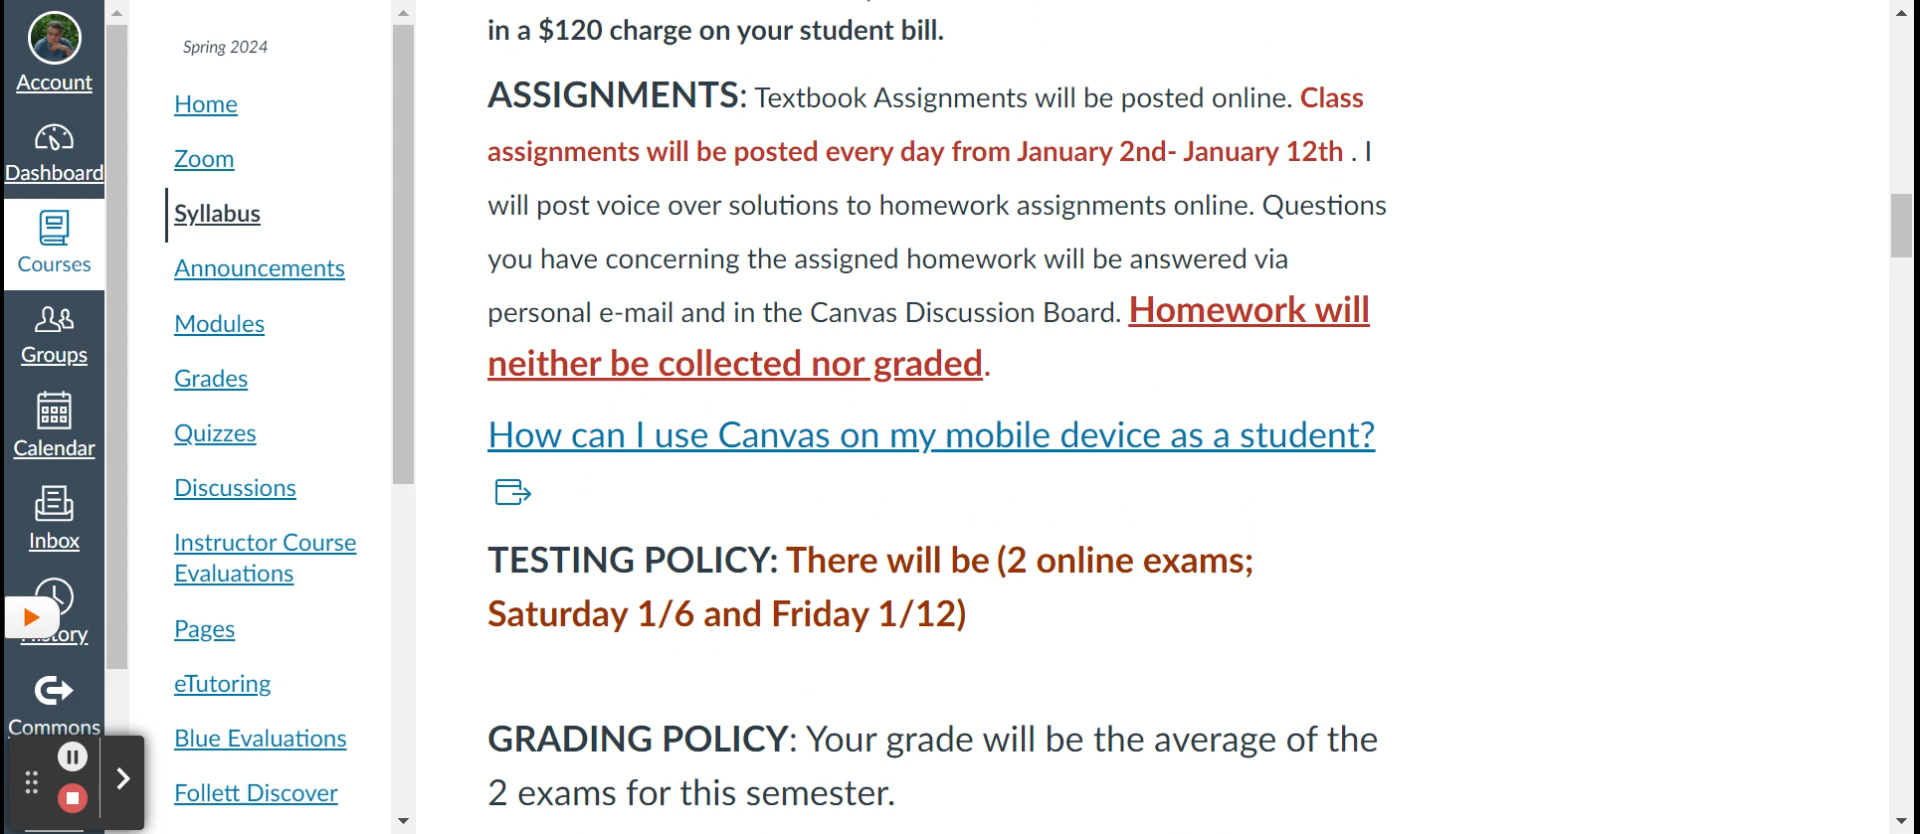 Account
Dashboard
Courses
Groups
Calendar
Inbox
tory
Commons
Spring 2024
Home
Zoom
Syllabus
Announcements
Modules
Grades
Quizzes
Discussions
Instructor Course
Evaluations
Pages
eTutoring
Blue Evaluations
Follett Discover
in a $120 charge on your student bill.
ASSIGNMENTS: Textbook Assignments will be posted online. Class
assignments will be posted every day from January 2nd- January 12th . I
will post voice over solutions to homework assignments online. Questions
you have concerning the assigned homework will be answered via
personal e-mail and in the Canvas Discussion Board. Homework will
neither be collected nor graded.
How can I use Canvas on my mobile device as a student?
TESTING POLICY: There will be (2 online exams;
Saturday 1/6 and Friday 1/12)
GRADING POLICY: Your grade will be the average of the
2 exams for this semester.